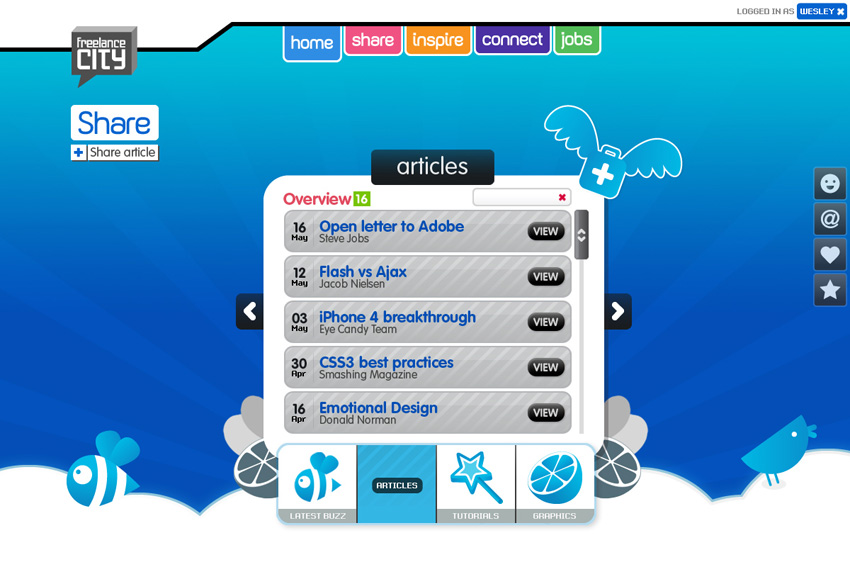 LOGGED IN AS WESLEY
freelance
CITY
home share inspire connect jobs
Share
Share article
articles
Overview 16
16 May
Open letter to Adobe
Steve Jobs
VIEW
12 May
Flash vs Ajax
Jacob Nielsen
VIEW
03 May
iPhone 4 breakthrough
Eye Candy Team
VIEW
30 Apr
CSS3 best practices
Smashing Magazine
VIEW
16 Apr
Emotional Design
Donald Norman
VIEW
ARTICLES
LATEST BUZZ TUTORIALS GRAPHICS